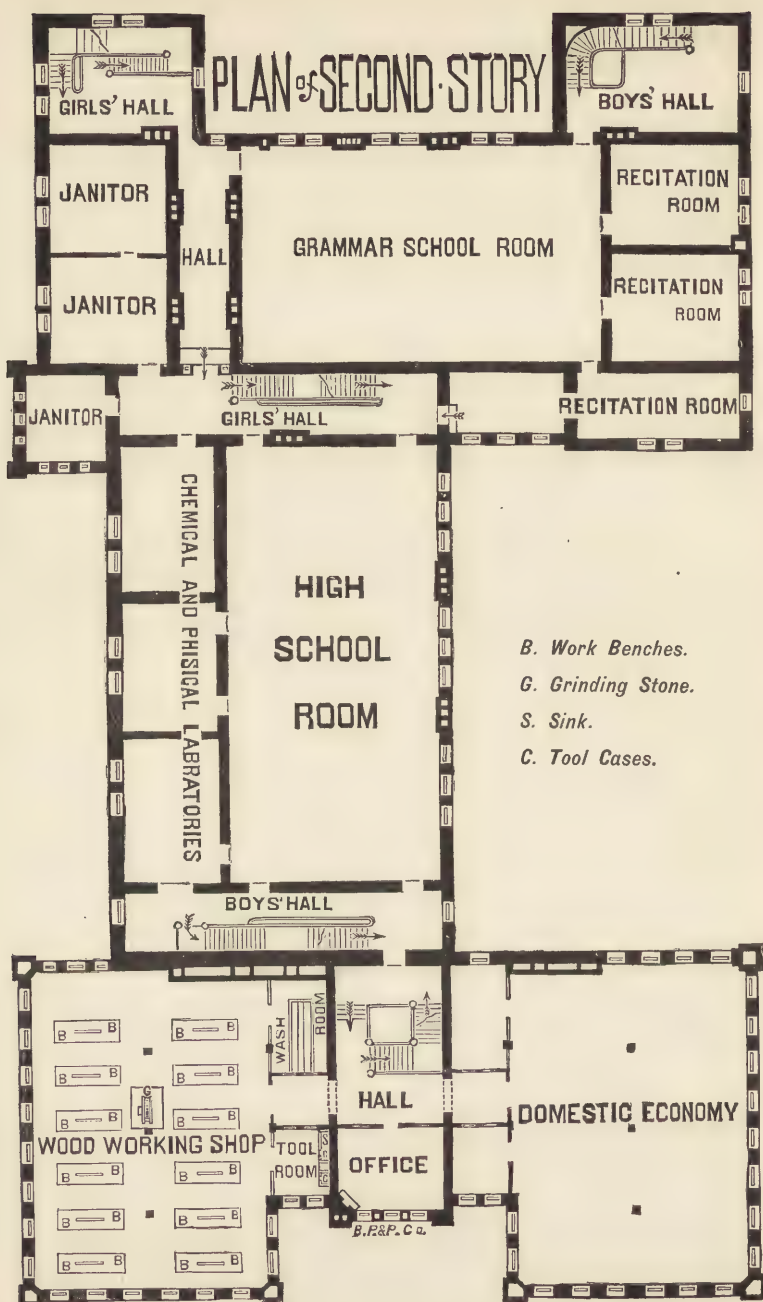 PLAN of SECOND·STORY
GIRLS' HALL
BOYS' HALL
JANITOR
HALL
GRAMMAR SCHOOL ROOM
RECITATION
ROOM
JANITOR
RECITATION
ROOM
JANITOR
GIRLS' HALL
RECITATION ROOM
CHEMICAL AND PHISICAL LABRATORIES
HIGH
SCHOOL
ROOM
B. Work Benches.
G. Grinding Stone.
S. Sink.
C. Tool Cases.
BOYS' HALL
WASH
ROOM
B B B B
B B B B
G
B B B B
HALL
WOOD WORKING SHOP
TOOL
ROOM
OFFICE
DOMESTIC ECONOMY
B B B B
B B B B
B B B B
B.P.&P. Co.